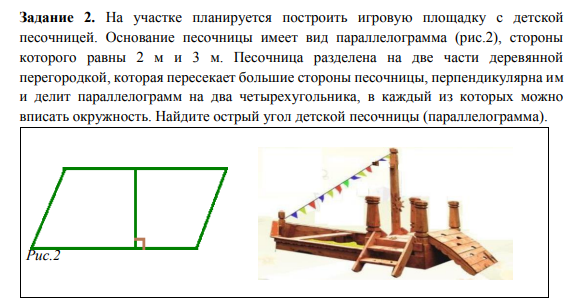 Задание 2. На участке планируется построить игровую площадку с детской
песочницей. Основание песочницы имеет вид параллелограмма (рис.2), стороны
которого равны 2 м и 3 м. Песочница разделена на две части деревянной
перегородкой, которая пересекает большие стороны песочницы, перпендикулярна им
и делит параллелограмм на два четырехугольника, в каждый из которых можно
вписать окружность. Найдите острый угол детской песочницы (параллелограмма).
Рис.2